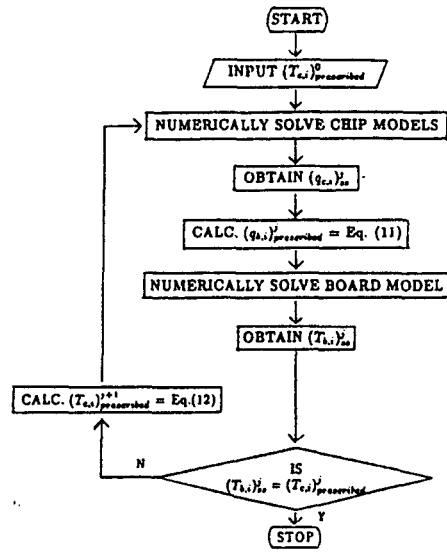 START
INPUT (T_{c,i})^0_{prescribed}
NUMERICALLY SOLVE CHIP MODELS
OBTAIN (q_{c,i})^j_{ss}
CALC. (q_{b,i})^j_{prescribed} = Eq. (11)
NUMERICALLY SOLVE BOARD MODEL
OBTAIN (T_{b,i})^j_{ss}
CALC. (T_{c,i})^{j+1}_{prescribed} = Eq.(12)
N
IS
(T_{b,i})^j_{ss} = (T_{c,i})^j_{prescribed}
Y
STOP